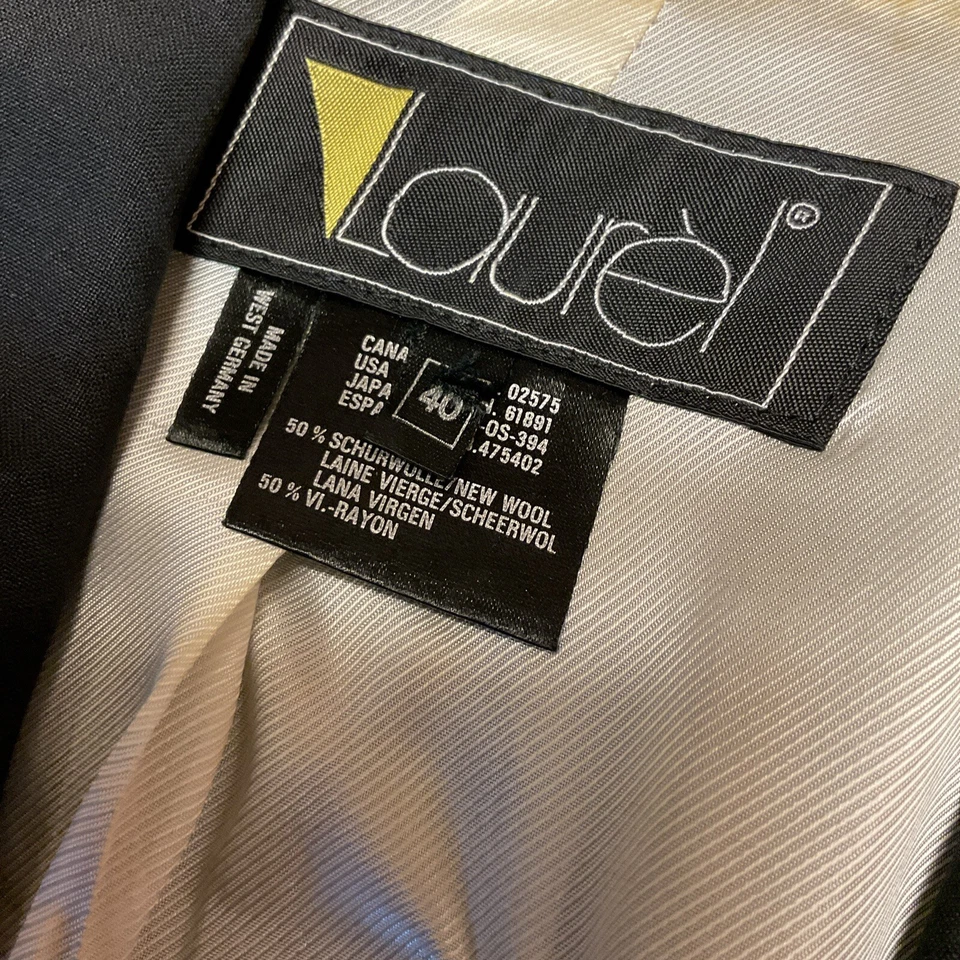 Laurèl®
MADE IN
WEST GERMANY
40
CANA 02575
USA 61891
JAPA -OS-394
ESPA .475402
50 % SCHURWOLLE/NEW WOOL
LAINE VIERGE/SCHEERWOL
LANA VIRGEN
50 % VI.-RAYON